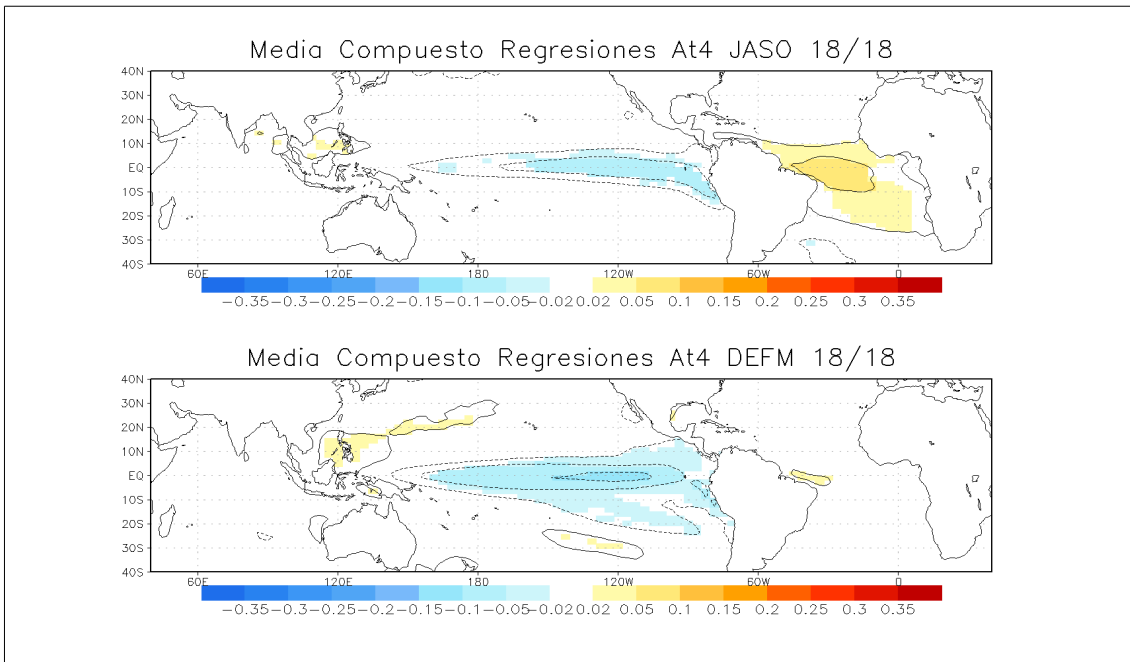 Media Compuesto Regresiones At4 JASO 18/18
40N
30N
20N
10N
EQ
10S
20S
30S
40S
60E 120E 180 120W 60W 0
-0.35 -0.3 -0.25 -0.2 -0.15 -0.1 -0.05 -0.02 0.02 0.05 0.1 0.15 0.2 0.25 0.3 0.35
Media Compuesto Regresiones At4 DEFM 18/18
40N
30N
20N
10N
EQ
10S
20S
30S
40S
60E 120E 180 120W 60W 0
-0.35 -0.3 -0.25 -0.2 -0.15 -0.1 -0.05 -0.02 0.02 0.05 0.1 0.15 0.2 0.25 0.3 0.35